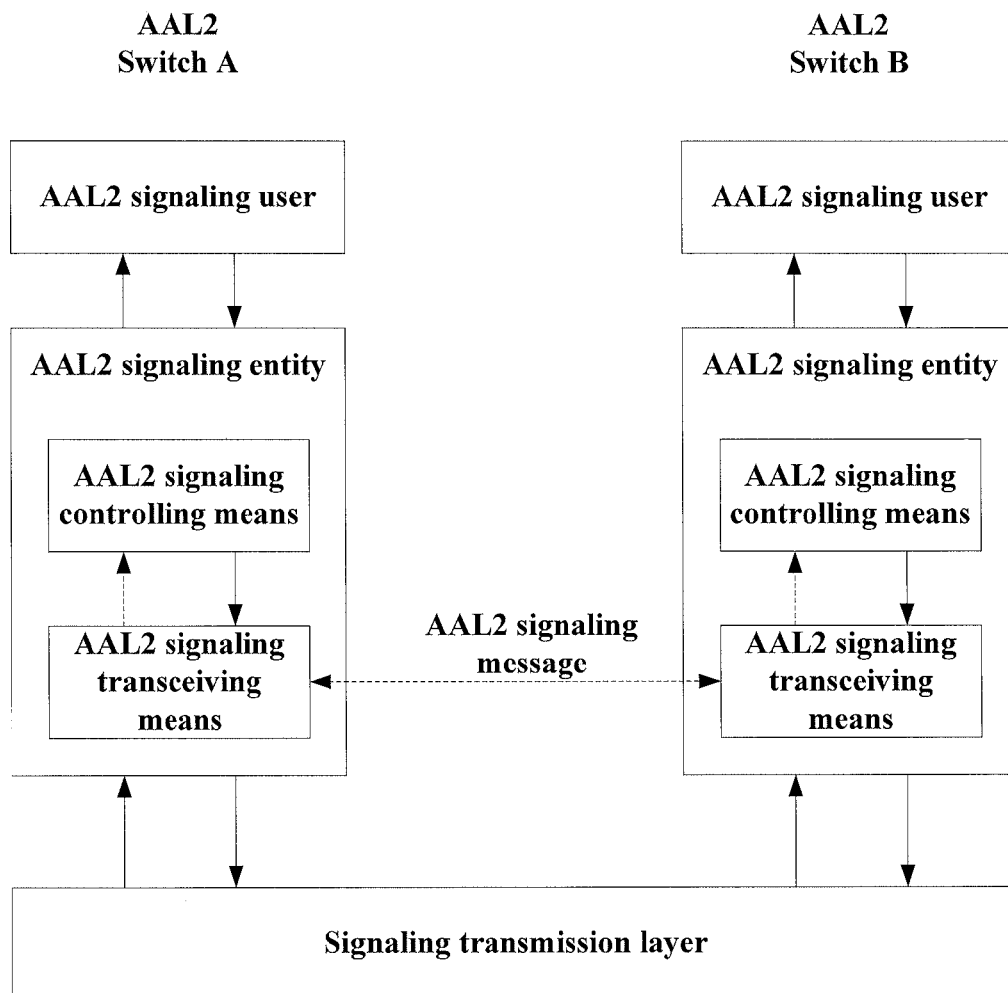 AAL2
Switch A
AAL2
Switch B
AAL2 signaling user
AAL2 signaling user
AAL2 signaling entity
AAL2 signaling entity
AAL2 signaling
controlling means
AAL2 signaling
controlling means
AAL2 signaling
message
AAL2 signaling
transceiving
means
AAL2 signaling
transceiving
means
Signaling transmission layer